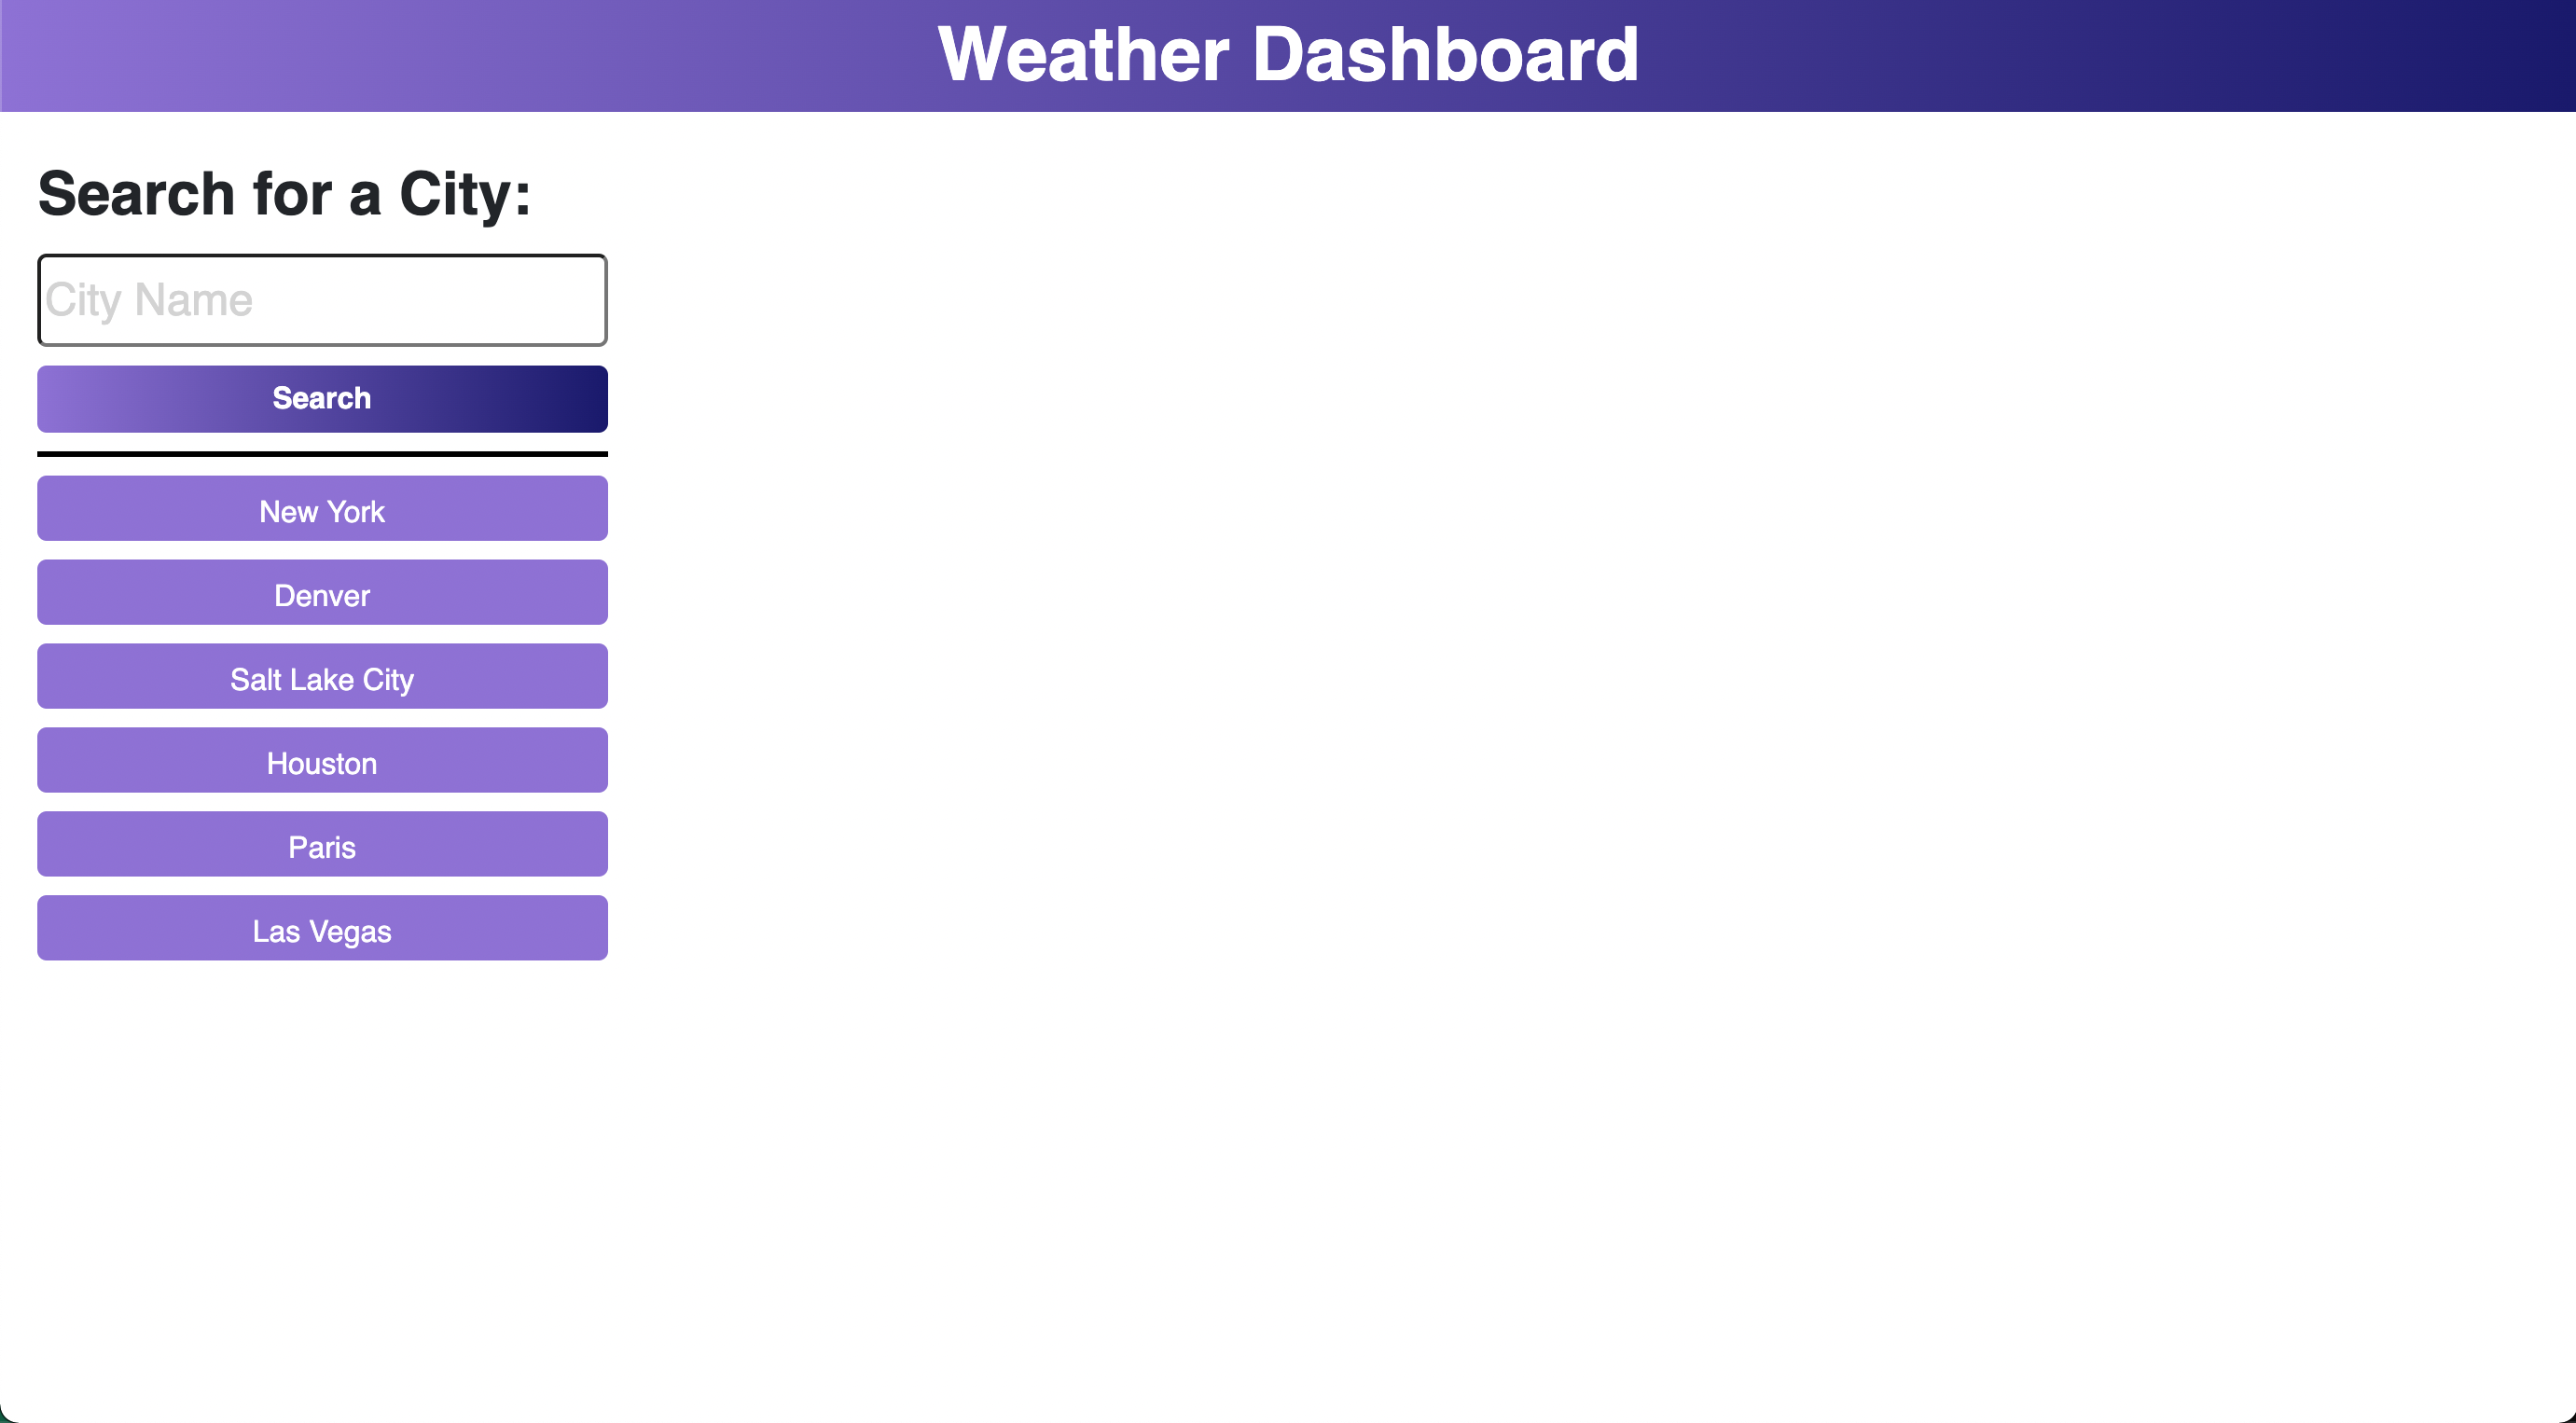 Weather Dashboard
Search for a City:
City Name
Search
New York
Denver
Salt Lake City
Houston
Paris
Las Vegas